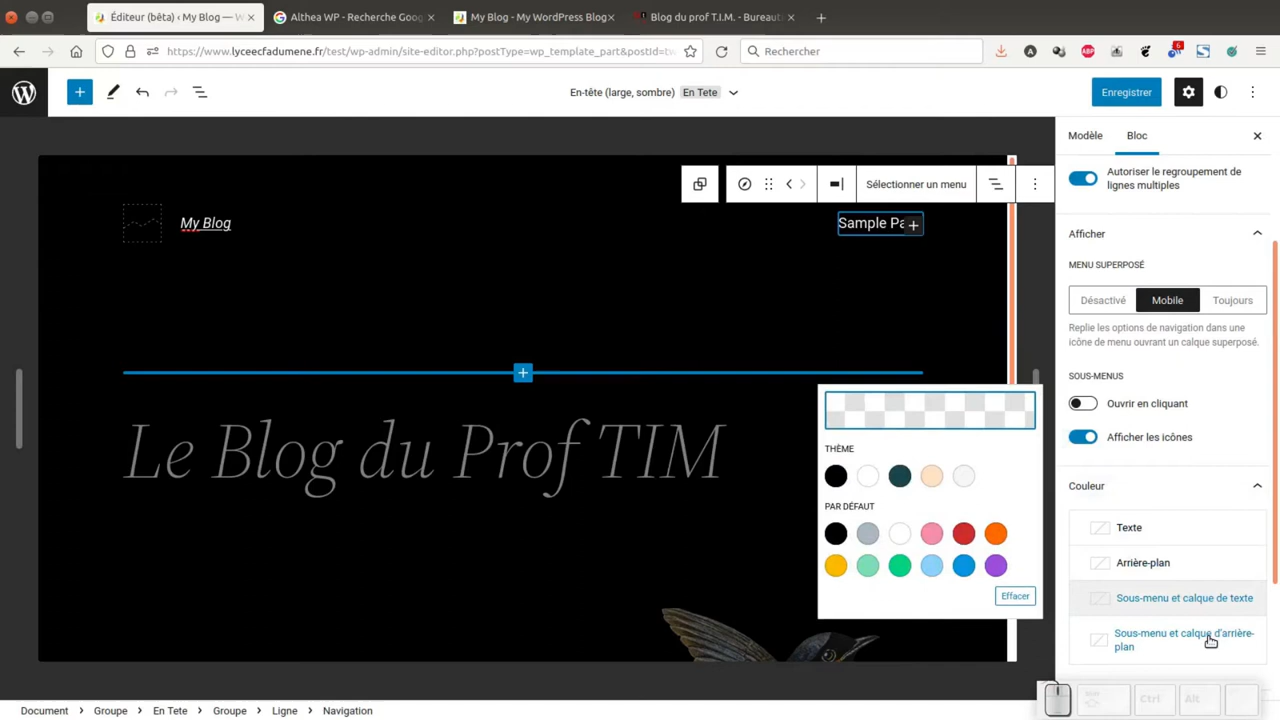 Éditeur (bêta) ‹ My Blog — W
Althea WP - Recherche Goog
My Blog - My WordPress Blog
Blog du prof T.I.M. - Bureaut
https://www.lyceecfadumene.fr/test/wp-admin/site-editor.php?postType=wp_template_part&postId=tw
Rechercher
6
En-tête (large, sombre) En Tete
Enregistrer
Modèle
Bloc
Autoriser le regroupement de
lignes multiples
Sélectionner un menu
My Blog
Sample Pa
Afficher
MENU SUPERPOSÉ
Désactivé
Mobile
Toujours
Replie les options de navigation dans une
icône de menu ouvrant un calque superposé.
SOUS-MENUS
Ouvrir en cliquant
Afficher les icônes
Le Blog du Prof TIM
THÈME
PAR DÉFAUT
Effacer
Couleur
Texte
Arrière-plan
Sous-menu et calque de texte
Sous-menu et calque d'arrière-
plan
Ctrl
Alt
Document › Groupe › En Tete › Groupe › Ligne › Navigation